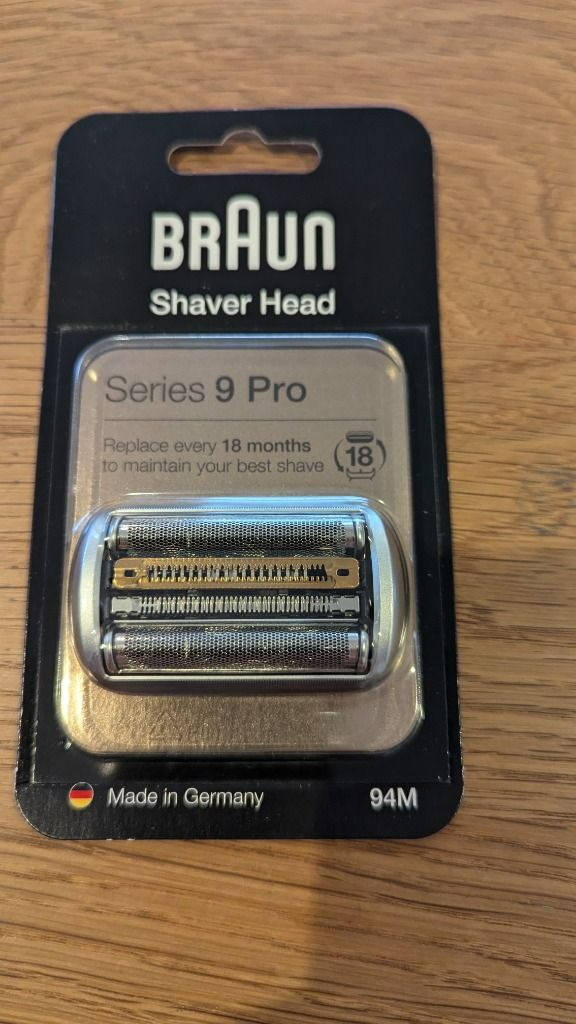 BRAUN
Shaver Head
Series 9 Pro
Replace every 18 months
to maintain your best shave
18
Made in Germany
94M